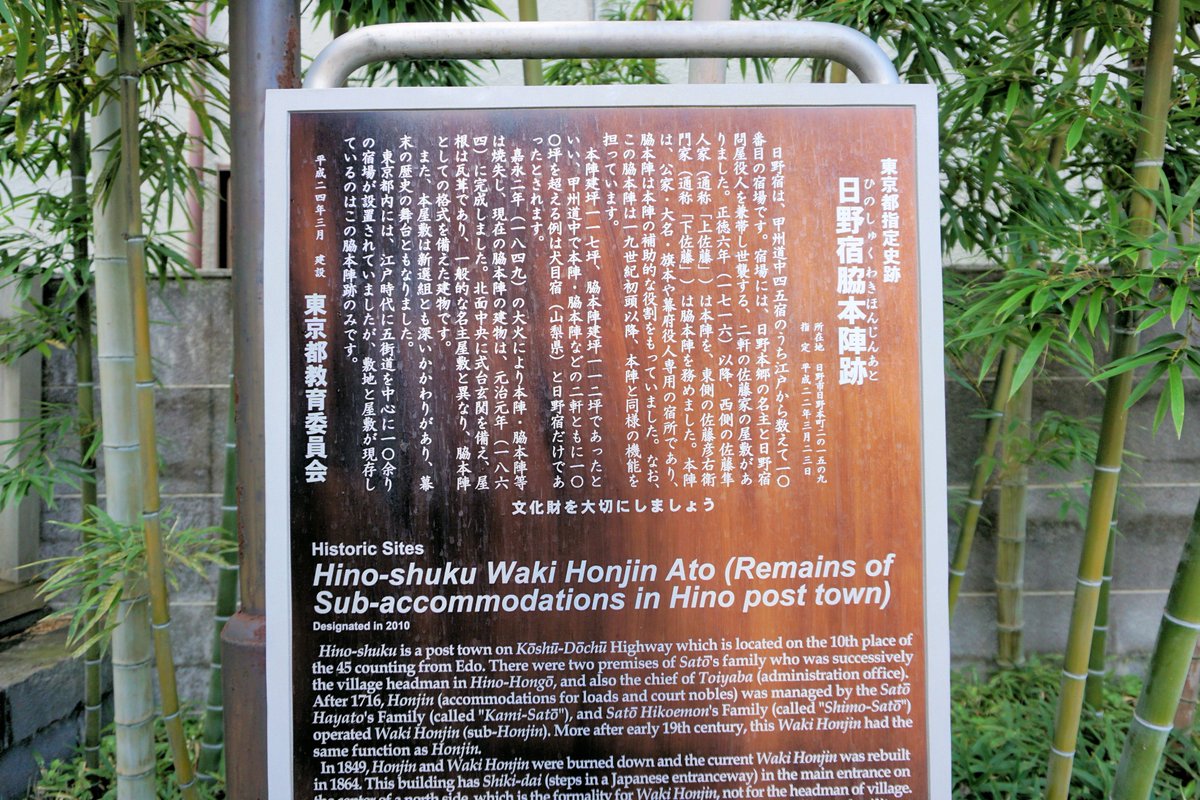 東京都指定史跡
ひのしゅくわきほんじんあと
日野宿脇本陣跡
所在地 日野市日野本町二の一五の九
指定 平成二二年三月二三日
日野宿は、甲州道中四五宿のうち江戸から数えて一〇
番目の宿場です。宿場には、日野本郷の名主と日野宿
問屋役人を兼帯し世襲する、二軒の佐藤家の屋敷があ
りました。正徳六年(一七一六)以降、西側の佐藤隼
人家(通称「上佐藤」)は本陣を、東側の佐藤彦右衛
門家(通称「下佐藤」)は脇本陣を務めました。本陣
は、公家・大名・旗本や幕府役人専用の宿所であり、
脇本陣は本陣の補助的な役割をもっていました。なお、
この脇本陣は一九世紀初頭以降、本陣と同様の機能を
担っています。
本陣建坪一一七坪、脇本陣建坪一一二坪であったと
いい、甲州道中で本陣・脇本陣などの二軒ともに一〇
〇坪を超える例は犬目宿(山梨県)と日野宿だけであ
ったとされます。
嘉永二年(一八四九)の大火により本陣・脇本陣等
は焼失し、現在の脇本陣の建物は、元治元年(一八六
四)に完成しました。北面中央に式台玄関を備え、屋
根は瓦葺であり、一般的な名主屋敷と異なり、脇本陣
としての格式を備えた建物です。
また、本屋敷は新選組とも深いかかわりがあり、幕
末の歴史の舞台ともなりました。
東京都内には、江戸時代に五街道を中心に一〇余り
の宿場が設置されていましたが、敷地と屋敷が現存し
ているのはこの脇本陣跡のみです。
平成二四年三月 建設
東京都教育委員会
文化財を大切にしましょう
Historic Sites
Hino-shuku Waki Honjin Ato (Remains of
Sub-accommodations in Hino post town)
Designated in 2010
Hino-shuku is a post town on Kōshū-Dōchū Highway which is located on the 10th place of
the 45 counting from Edo. There were two premises of Satō's family who was successively
the village headman in Hino-Hongō, and also the chief of Toiyaba (administration office).
After 1716, Honjin (accommodations for loads and court nobles) was managed by the Satō
Hayato's Family (called "Kami-Satō"), and Satō Hikoemon's Family (called "Shimo-Satō")
operated Waki Honjin (sub-Honjin). More after early 19th century, this Waki Honjin had the
same function as Honjin.
In 1849, Honjin and Waki Honjin were burned down and the current Waki Honjin was rebuilt
in 1864. This building has Shiki-dai (steps in a Japanese entranceway) in the main entrance on
the center of a north side, which is the formality for Waki Honjin, not for the headman of village.